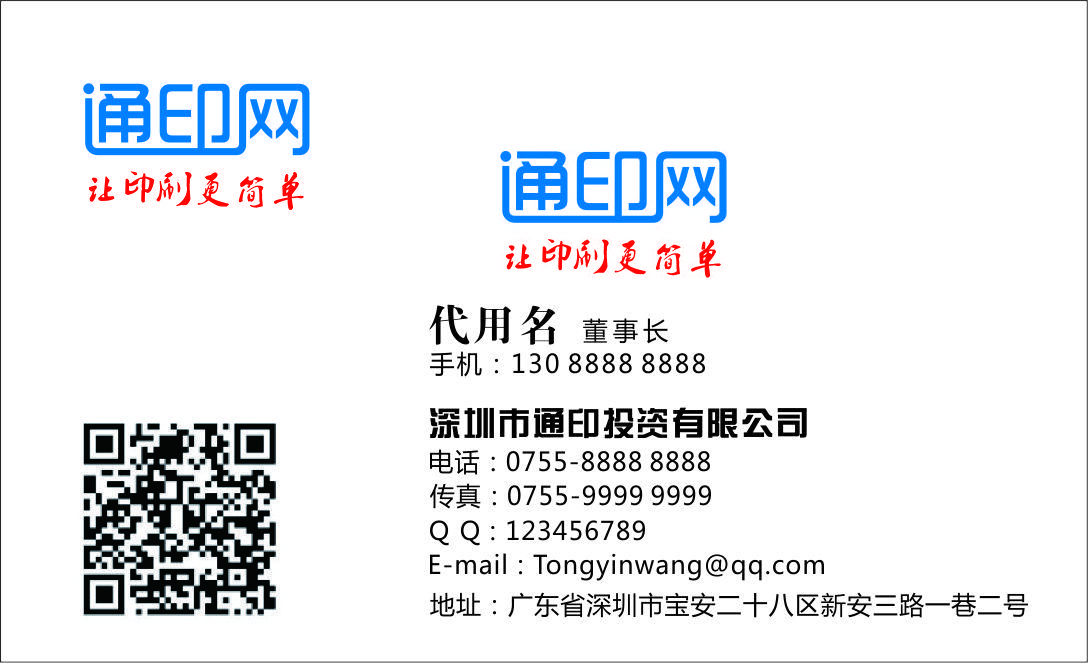 通印网
让印刷更简单
通印网
让印刷更简单
代用名 董事长
手机：130 8888 8888
深圳市通印投资有限公司
电话：0755-8888 8888
传真：0755-9999 9999
Q Q：123456789
E-mail：Tongyinwang@qq.com
地址：广东省深圳市宝安二十八区新安三路一巷二号